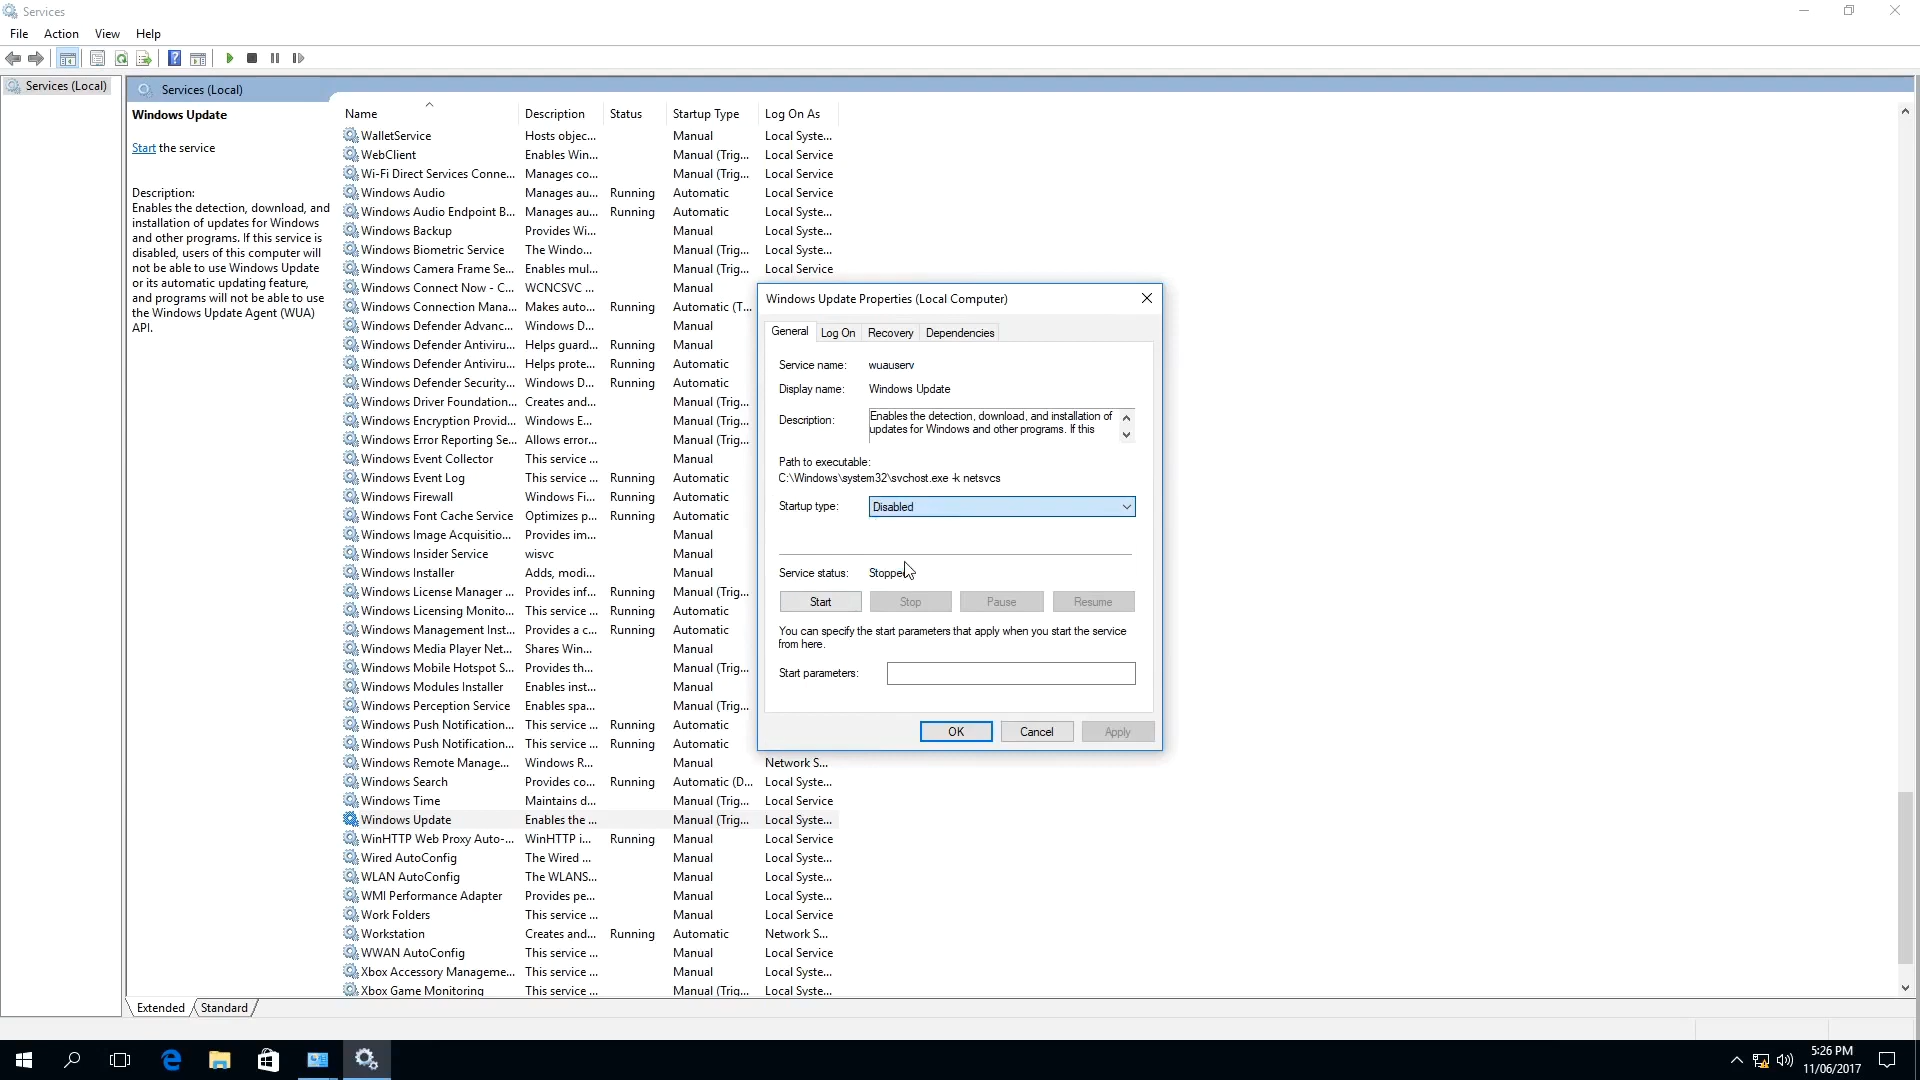 Services
File Action View Help
Services (Local)
Services (Local)
Windows Update
Start the service
Description:
Enables the detection, download, and
installation of updates for Windows
and other programs. If this service is
disabled, users of this computer will
not be able to use Windows Update
or its automatic updating feature,
and programs will not be able to use
the Windows Update Agent (WUA)
API.
Name Description Status Startup Type Log On As
WalletService Hosts objec... Manual Local Syste...
WebClient Enables Win... Manual (Trig... Local Service
Wi-Fi Direct Services Conne... Manages co... Manual (Trig... Local Service
Windows Audio Manages au... Running Automatic Local Service
Windows Audio Endpoint B... Manages au... Running Automatic Local Syste...
Windows Backup Provides Wi... Manual Local Syste...
Windows Biometric Service The Windo... Manual (Trig... Local Syste...
Windows Camera Frame Se... Enables mul... Manual (Trig... Local Service
Windows Connect Now - C... WCNCSVC ... Manual
Windows Connection Mana... Makes auto... Running Automatic (T...
Windows Defender Advanc... Windows D... Manual
Windows Defender Antiviru... Helps guard... Running Manual
Windows Defender Antiviru... Helps prote... Running Automatic
Windows Defender Security... Windows D... Running Automatic
Windows Driver Foundation... Creates and... Manual (Trig...
Windows Encryption Provid... Windows E... Manual (Trig...
Windows Error Reporting Se... Allows error... Manual (Trig...
Windows Event Collector This service ... Manual
Windows Event Log This service ... Running Automatic
Windows Firewall Windows Fi... Running Automatic
Windows Font Cache Service Optimizes p... Running Automatic
Windows Image Acquisitio... Provides im... Manual
Windows Insider Service wisvc Manual
Windows Installer Adds, modi... Manual
Windows License Manager ... Provides inf... Running Manual (Trig...
Windows Licensing Monito... This service ... Running Automatic
Windows Management Inst... Provides a c... Running Automatic
Windows Media Player Net... Shares Win... Manual
Windows Mobile Hotspot S... Provides th... Manual (Trig...
Windows Modules Installer Enables inst... Manual
Windows Perception Service Enables spa... Manual (Trig...
Windows Push Notification... This service ... Running Automatic
Windows Push Notification... This service ... Running Automatic
Windows Remote Manage... Windows R... Manual Network S...
Windows Search Provides co... Running Automatic (D... Local Syste...
Windows Time Maintains d... Manual (Trig... Local Service
Windows Update Enables the ... Manual (Trig... Local Syste...
WinHTTP Web Proxy Auto-... WinHTTP i... Running Manual Local Service
Wired AutoConfig The Wired ... Manual Local Syste...
WLAN AutoConfig The WLANS... Manual Local Syste...
WMI Performance Adapter Provides pe... Manual Local Syste...
Work Folders This service ... Manual Local Service
Workstation Creates and... Running Automatic Network S...
WWAN AutoConfig This service ... Manual Local Service
Xbox Accessory Manageme... This service ... Manual Local Syste...
Xbox Game Monitoring This service ... Manual (Trig... Local Syste...
Windows Update Properties (Local Computer)
General Log On Recovery Dependencies
Service name: wuauserv
Display name: Windows Update
Description: Enables the detection, download, and installation of
updates for Windows and other programs. If this
Path to executable:
C:\Windows\system32\svchost.exe -k netsvcs
Startup type: Disabled
Service status: Stopped
Start Stop Pause Resume
You can specify the start parameters that apply when you start the service
from here.
Start parameters:
OK Cancel Apply
Extended Standard
5:26 PM
11/06/2017